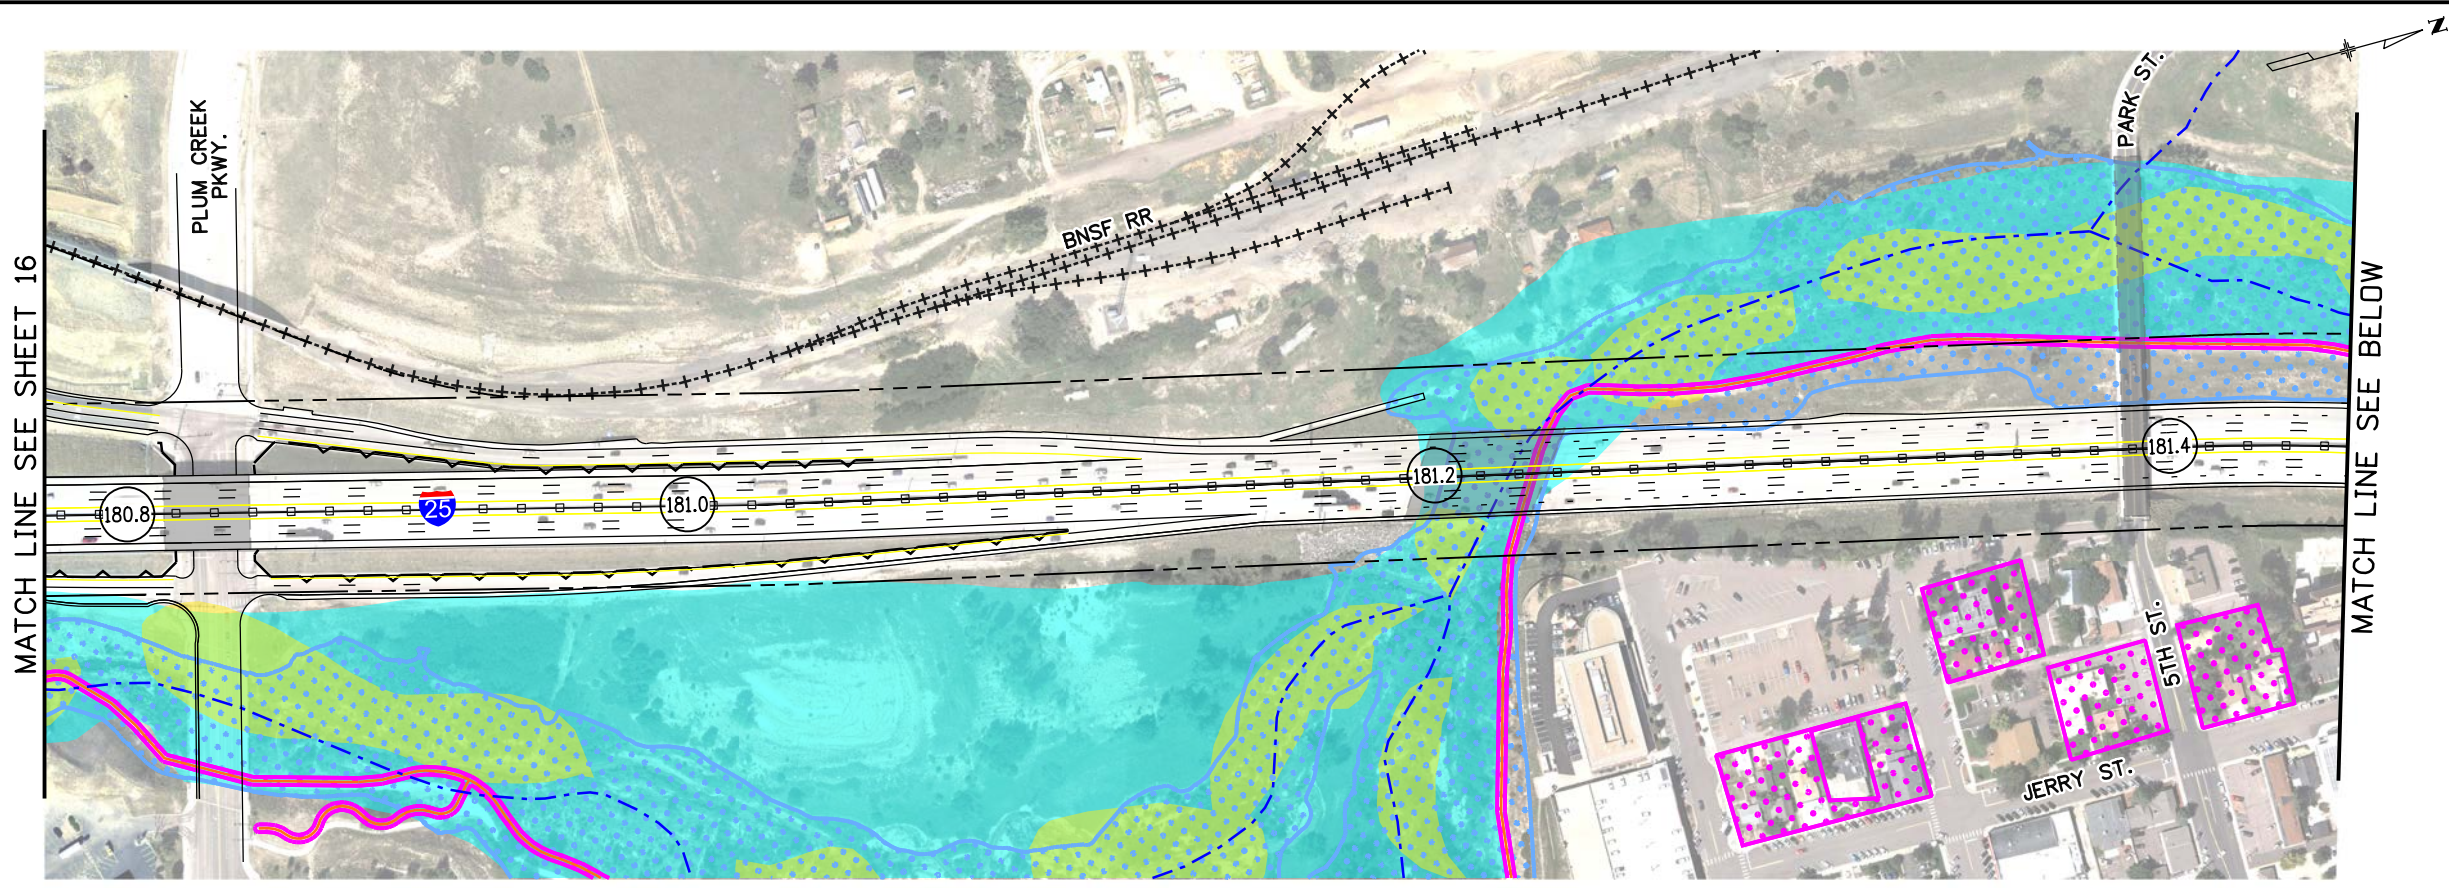 N
PARK ST.
PLUM CREEK
PKWY.
BNSF RR
MATCH LINE SEE SHEET 16
MATCH LINE SEE BELOW
181.4
181.2
181.0
180.8
25
5TH ST.
JERRY ST.